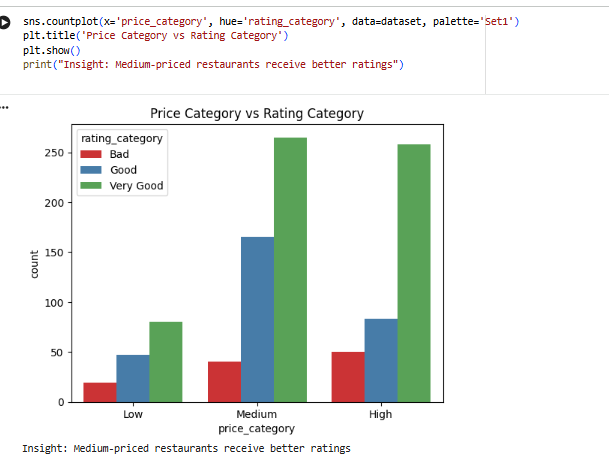 sns.countplot(x='price_category', hue='rating_category', data=dataset, palette='Set1')
plt.title('Price Category vs Rating Category')
plt.show()
print("Insight: Medium-priced restaurants receive better ratings")
...
Price Category vs Rating Category
rating_category
Bad
Good
Very Good
250
200
150
100
50
0
count
Low Medium High
price_category
Insight: Medium-priced restaurants receive better ratings